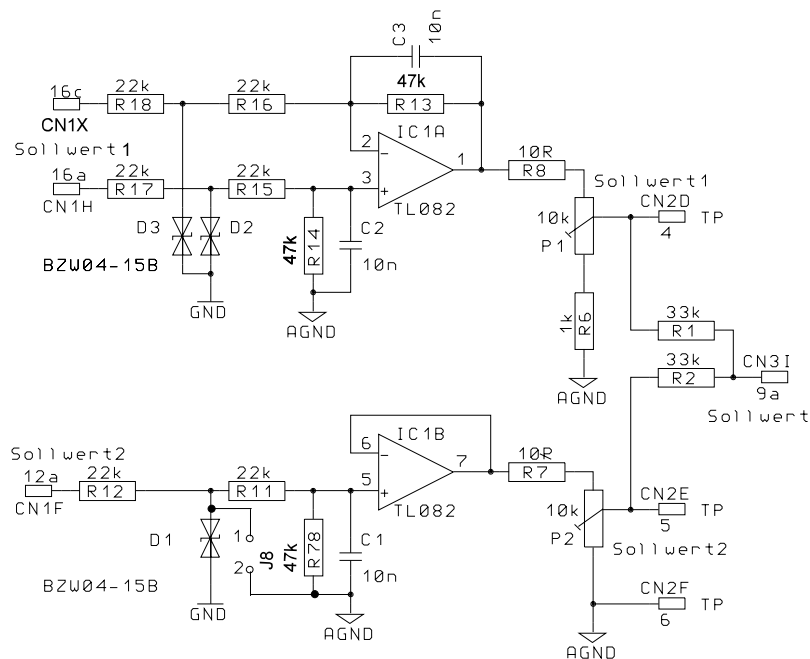 C3
10n
47k
R13
16c
CN1X
22k
R18
22k
R16
Sollwert1
16a
CN1H
22k
R17
22k
R15
2
3
IC1A
1
TL082
10R
R8
Sollwert1
CN2D
4
TP
10k
P1
D3
D2
47k
R14
C2
10n
BZW04-15B
GND
AGND
1k
R6
AGND
33k
R1
33k
R2
CN3I
9a
Sollwert
Sollwert2
12a
CN1F
22k
R12
22k
R11
6
5
IC1B
7
TL082
10R
R7
10k
P2
CN2E
5
TP
Sollwert2
D1
1
2
J8
47k
R78
C1
10n
BZW04-15B
GND
AGND
CN2F
6
TP
AGND